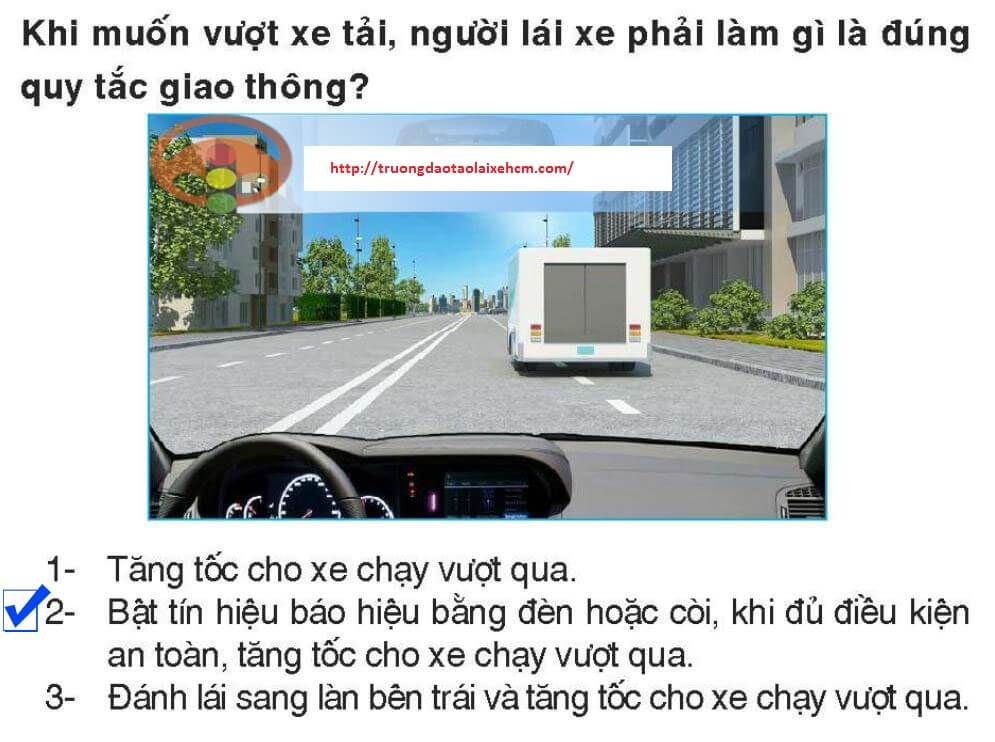 Khi muốn vượt xe tải, người lái xe phải làm gì là đúng
quy tắc giao thông?
http://truongdaotaolaixehcm.com/
1- Tăng tốc cho xe chạy vượt qua.
2- Bật tín hiệu báo hiệu bằng đèn hoặc còi, khi đủ điều kiện
an toàn, tăng tốc cho xe chạy vượt qua.
3- Đánh lái sang làn bên trái và tăng tốc cho xe chạy vượt qua.